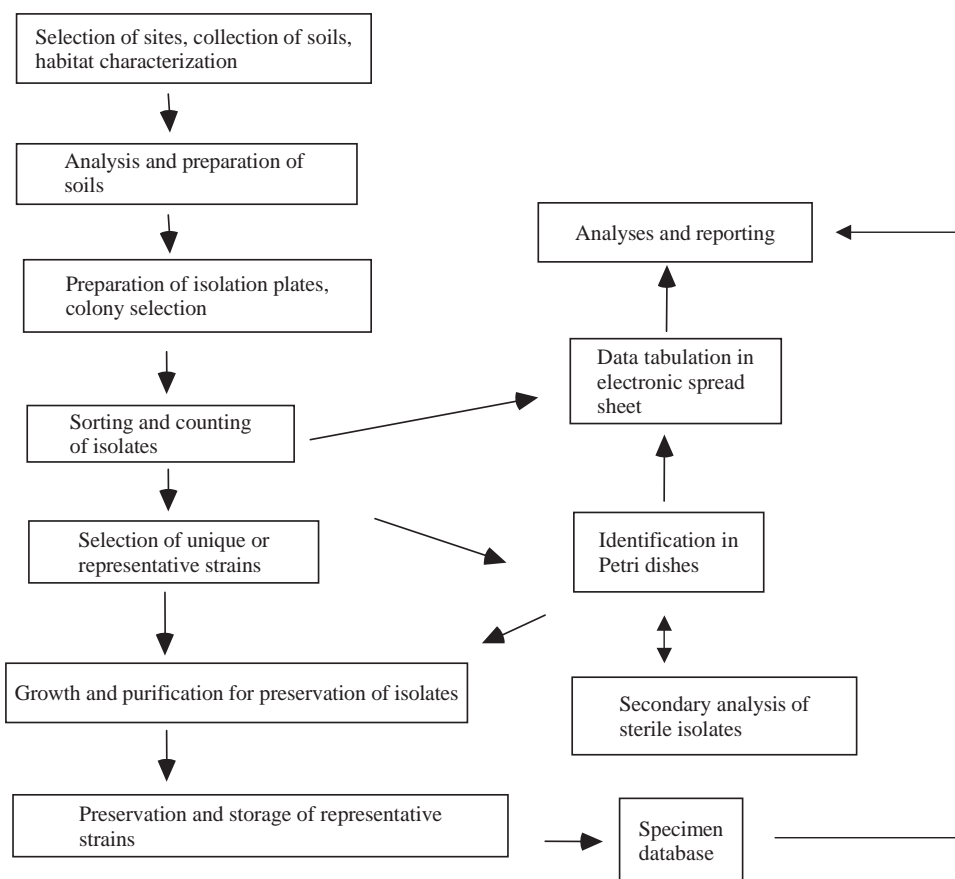 Selection of sites, collection of soils,
habitat characterization
Analysis and preparation of
soils
Preparation of isolation plates,
colony selection
Sorting and counting
of isolates
Selection of unique or
representative strains
Growth and purification for preservation of isolates
Preservation and storage of representative
strains
Analyses and reporting
Data tabulation in
electronic spread
sheet
Identification in
Petri dishes
Secondary analysis of
sterile isolates
Specimen
database